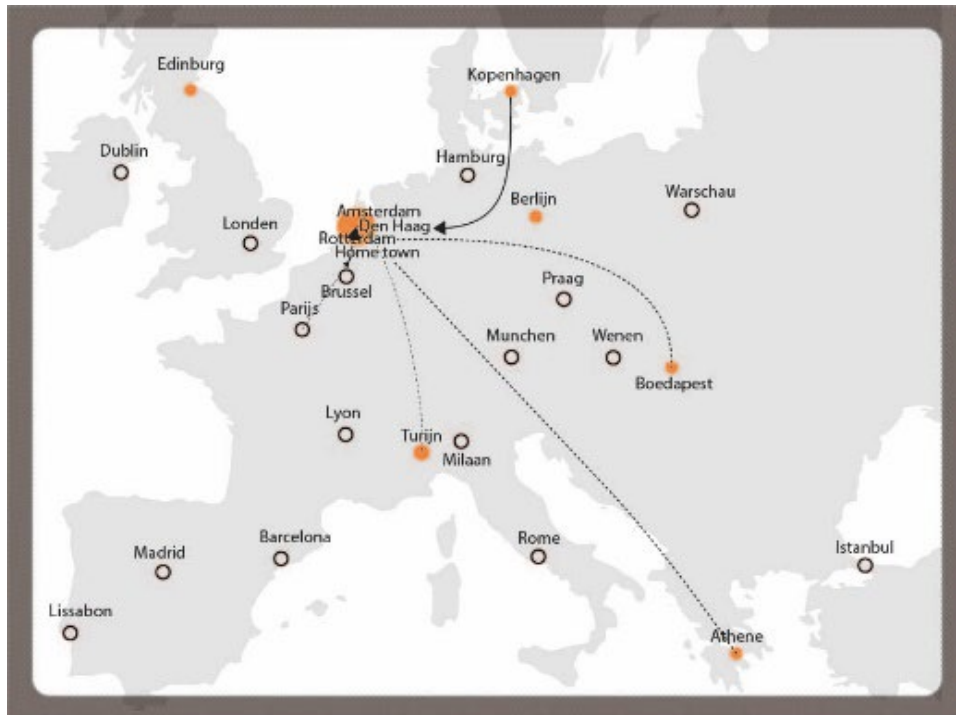 Edinburg
Kopenhagen
Dublin
Hamburg
Berlijn
Warschau
Amsterdam
Londen
Den Haag
Rotterdam
Home town
Praag
Brussel
Parijs
Munchen
Wenen
Boedapest
Lyon
Turijn
Milaan
Barcelona
Rome
Istanbul
Madrid
Lissabon
Athene